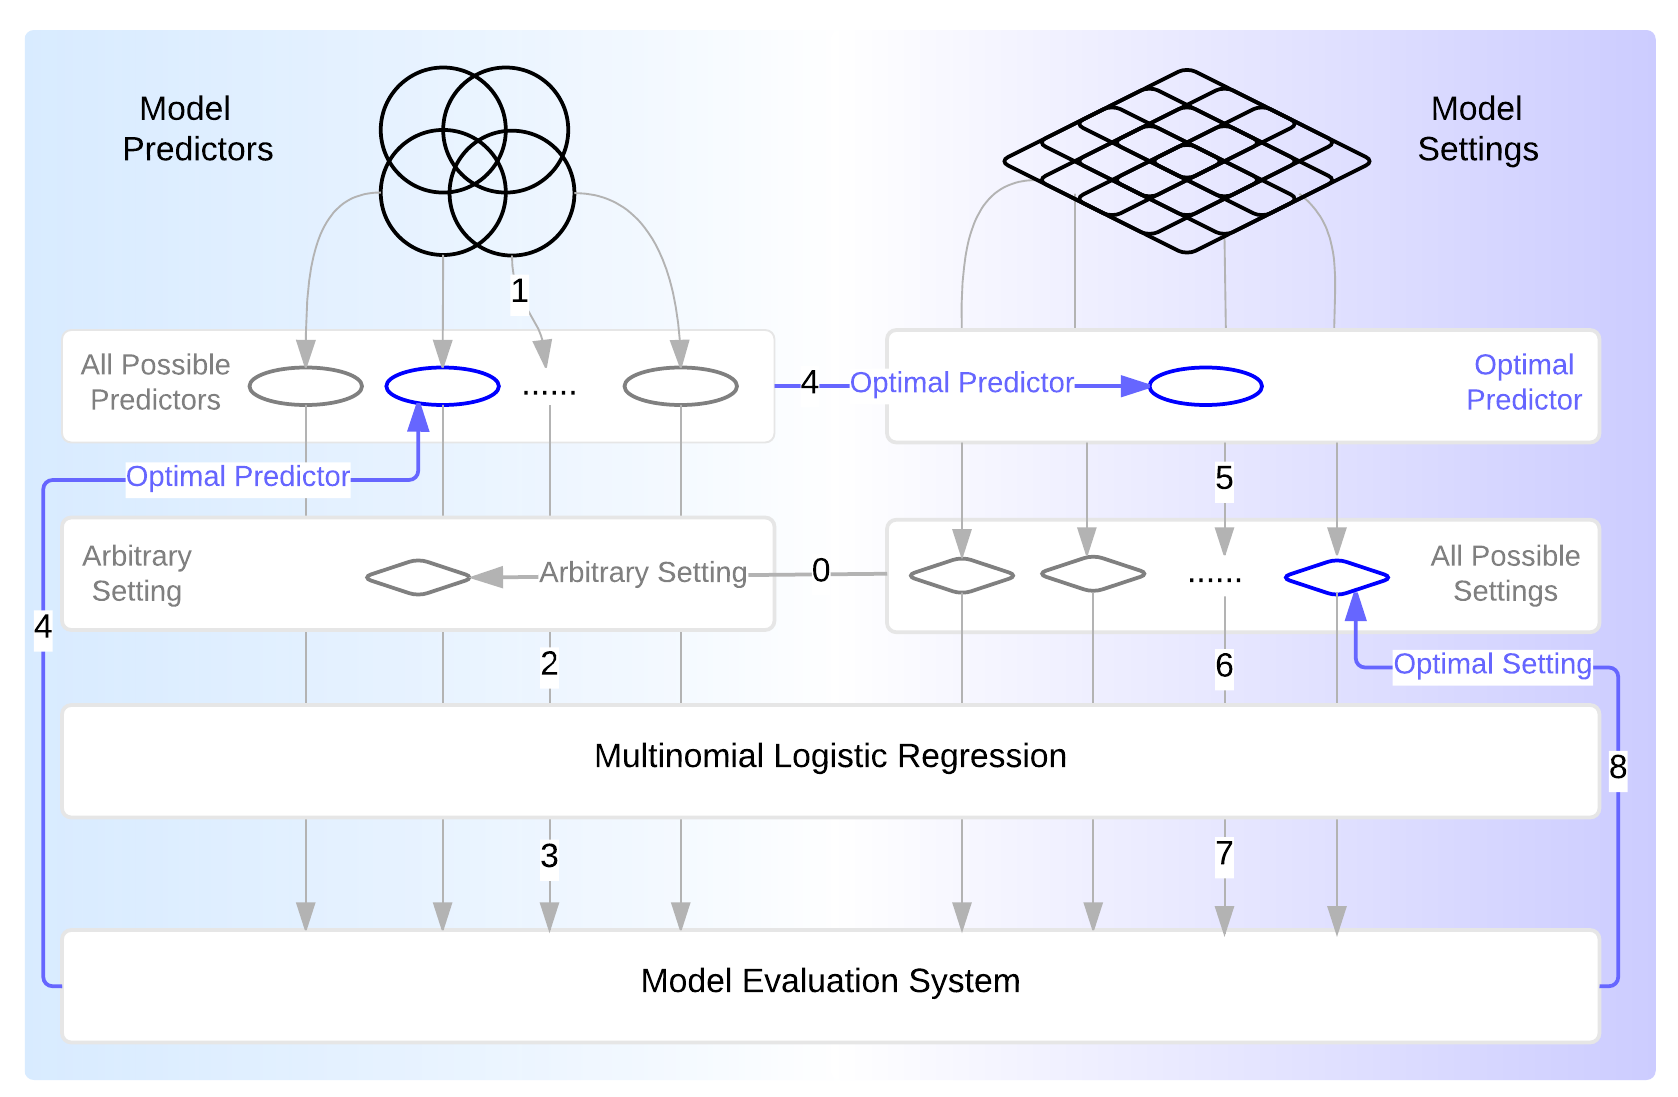 Model
Predictors
Model
Settings
1
All Possible
Predictors
......
4
Optimal Predictor
Optimal
Predictor
Optimal Predictor
5
Arbitrary
Setting
Arbitrary Setting
0
......
All Possible
Settings
4
2
6
Optimal Setting
Multinomial Logistic Regression
8
3
7
Model Evaluation System